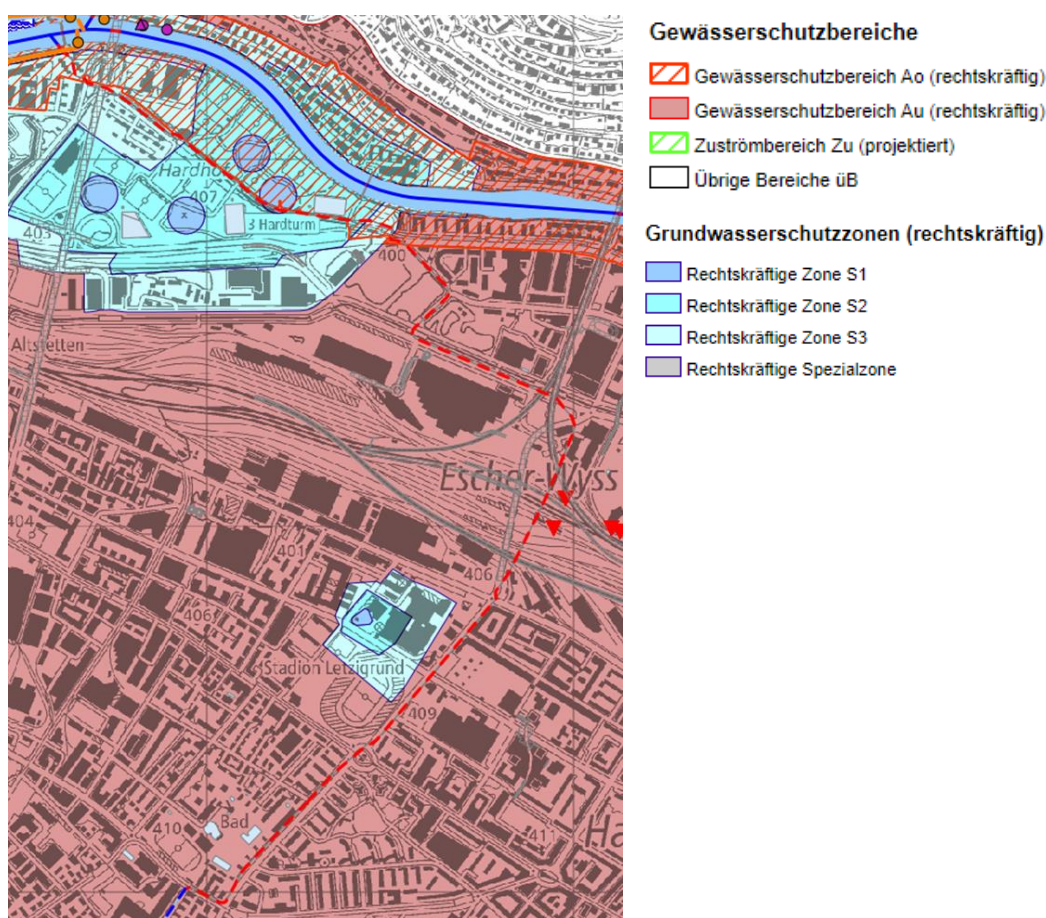 Gewässerschutzbereiche
Gewässerschutzbereich Ao (rechtskräftig)
Gewässerschutzbereich Au (rechtskräftig)
Zuströmbereich Zu (projektiert)
Übrige Bereiche üB
Grundwasserschutzzonen (rechtskräftig)
Rechtskräftige Zone S1
Rechtskräftige Zone S2
Rechtskräftige Zone S3
Rechtskräftige Spezialzone
Hardhof
407
403
3 Hardturm
400
Altstetten
Escher-Wyss
404
401
406
406
Stadion Letzigrund
409
Bad
410
411
Ha